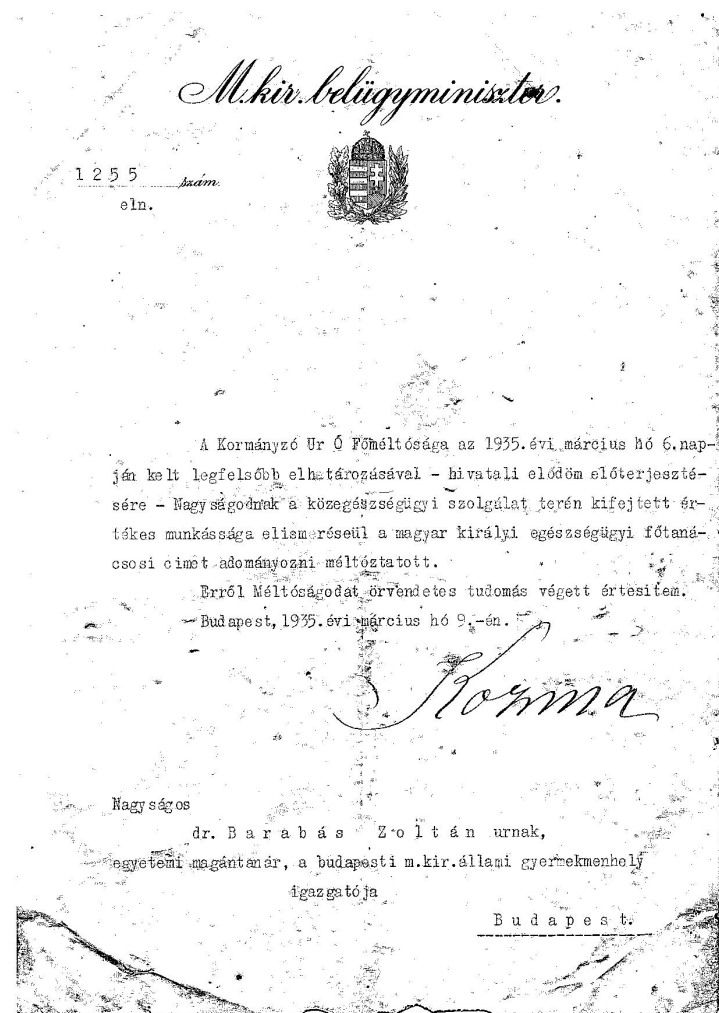 M. kir. belügyminiszter.
1255 szám.
eln.
A Kormányzó Ur Ő Főméltósága az 1935.évi március hó 6.nap-
ján kelt legfelsőbb elhatározásával - hivatali elődöm előterjeszté-
sére - Nagyságodnak a közegészségügyi szolgálat terén kifejtett ér-
tékes munkássága elismeréseül a magyar királyi egészségügyi főtaná-
csosi cimet adományozni méltóztatott.
Erről Méltóságodat örvendetes tudomás végett értesitem.
Budapest,1935.évi március hó 9.-én.
Kozma
Nagyságos
dr. Barabás Zoltán urnak,
egyetemi magántanár, a budapesti m.kir.állami gyermekmenhely
igazgatója
Budapest.